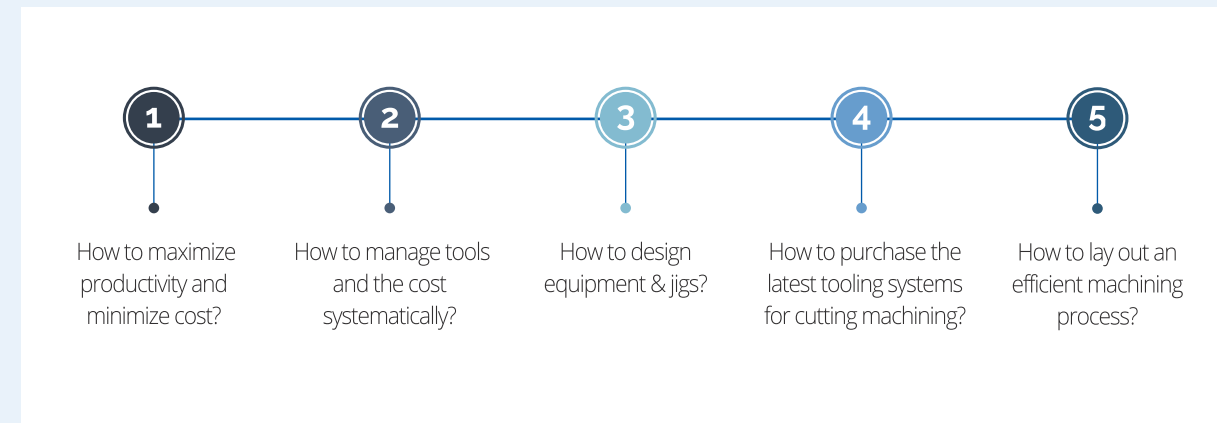 1
How to maximize
productivity and
minimize cost?
2
How to manage tools
and the cost
systematically?
3
How to design
equipment & jigs?
4
How to purchase the
latest tooling systems
for cutting machining?
5
How to lay out an
efficient machining
process?